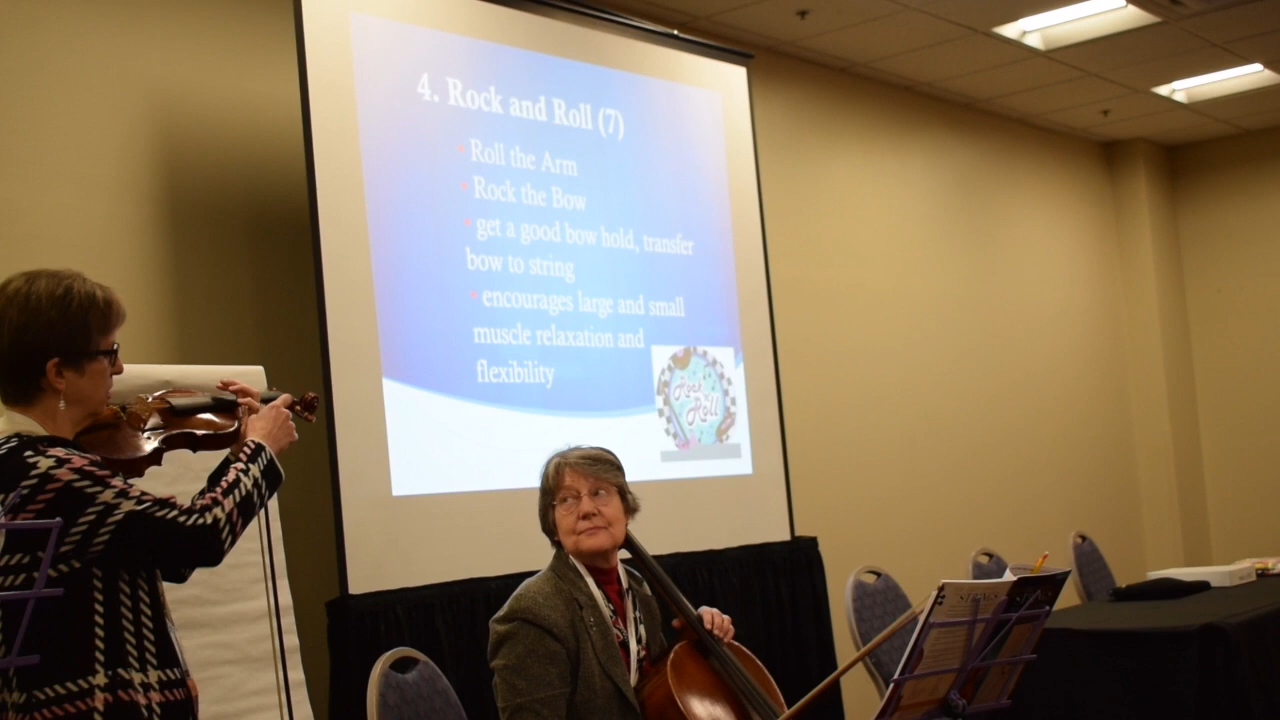 4. Rock and Roll (7)
• Roll the Arm
• Rock the Bow
• get a good bow hold, transfer
bow to string
• encourages large and small
muscle relaxation and
flexibility
Rock
Roll
STRINGS